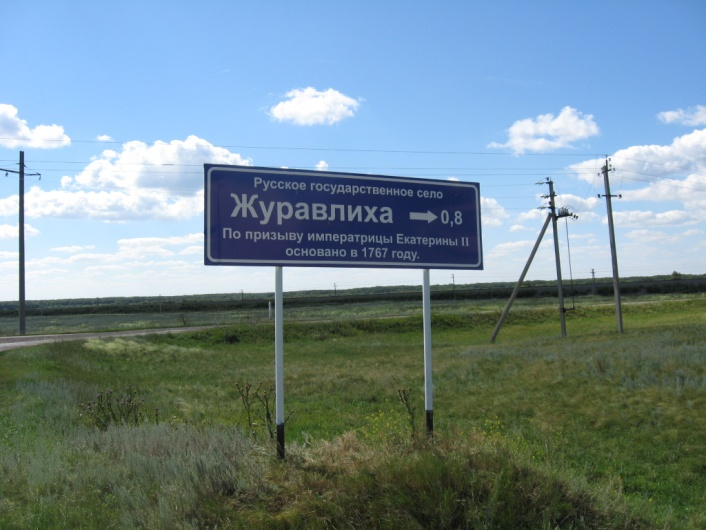 Русское государственное село
Журавлиха → 0,8
По призыву императрицы Екатерины II
основано в 1767 году.